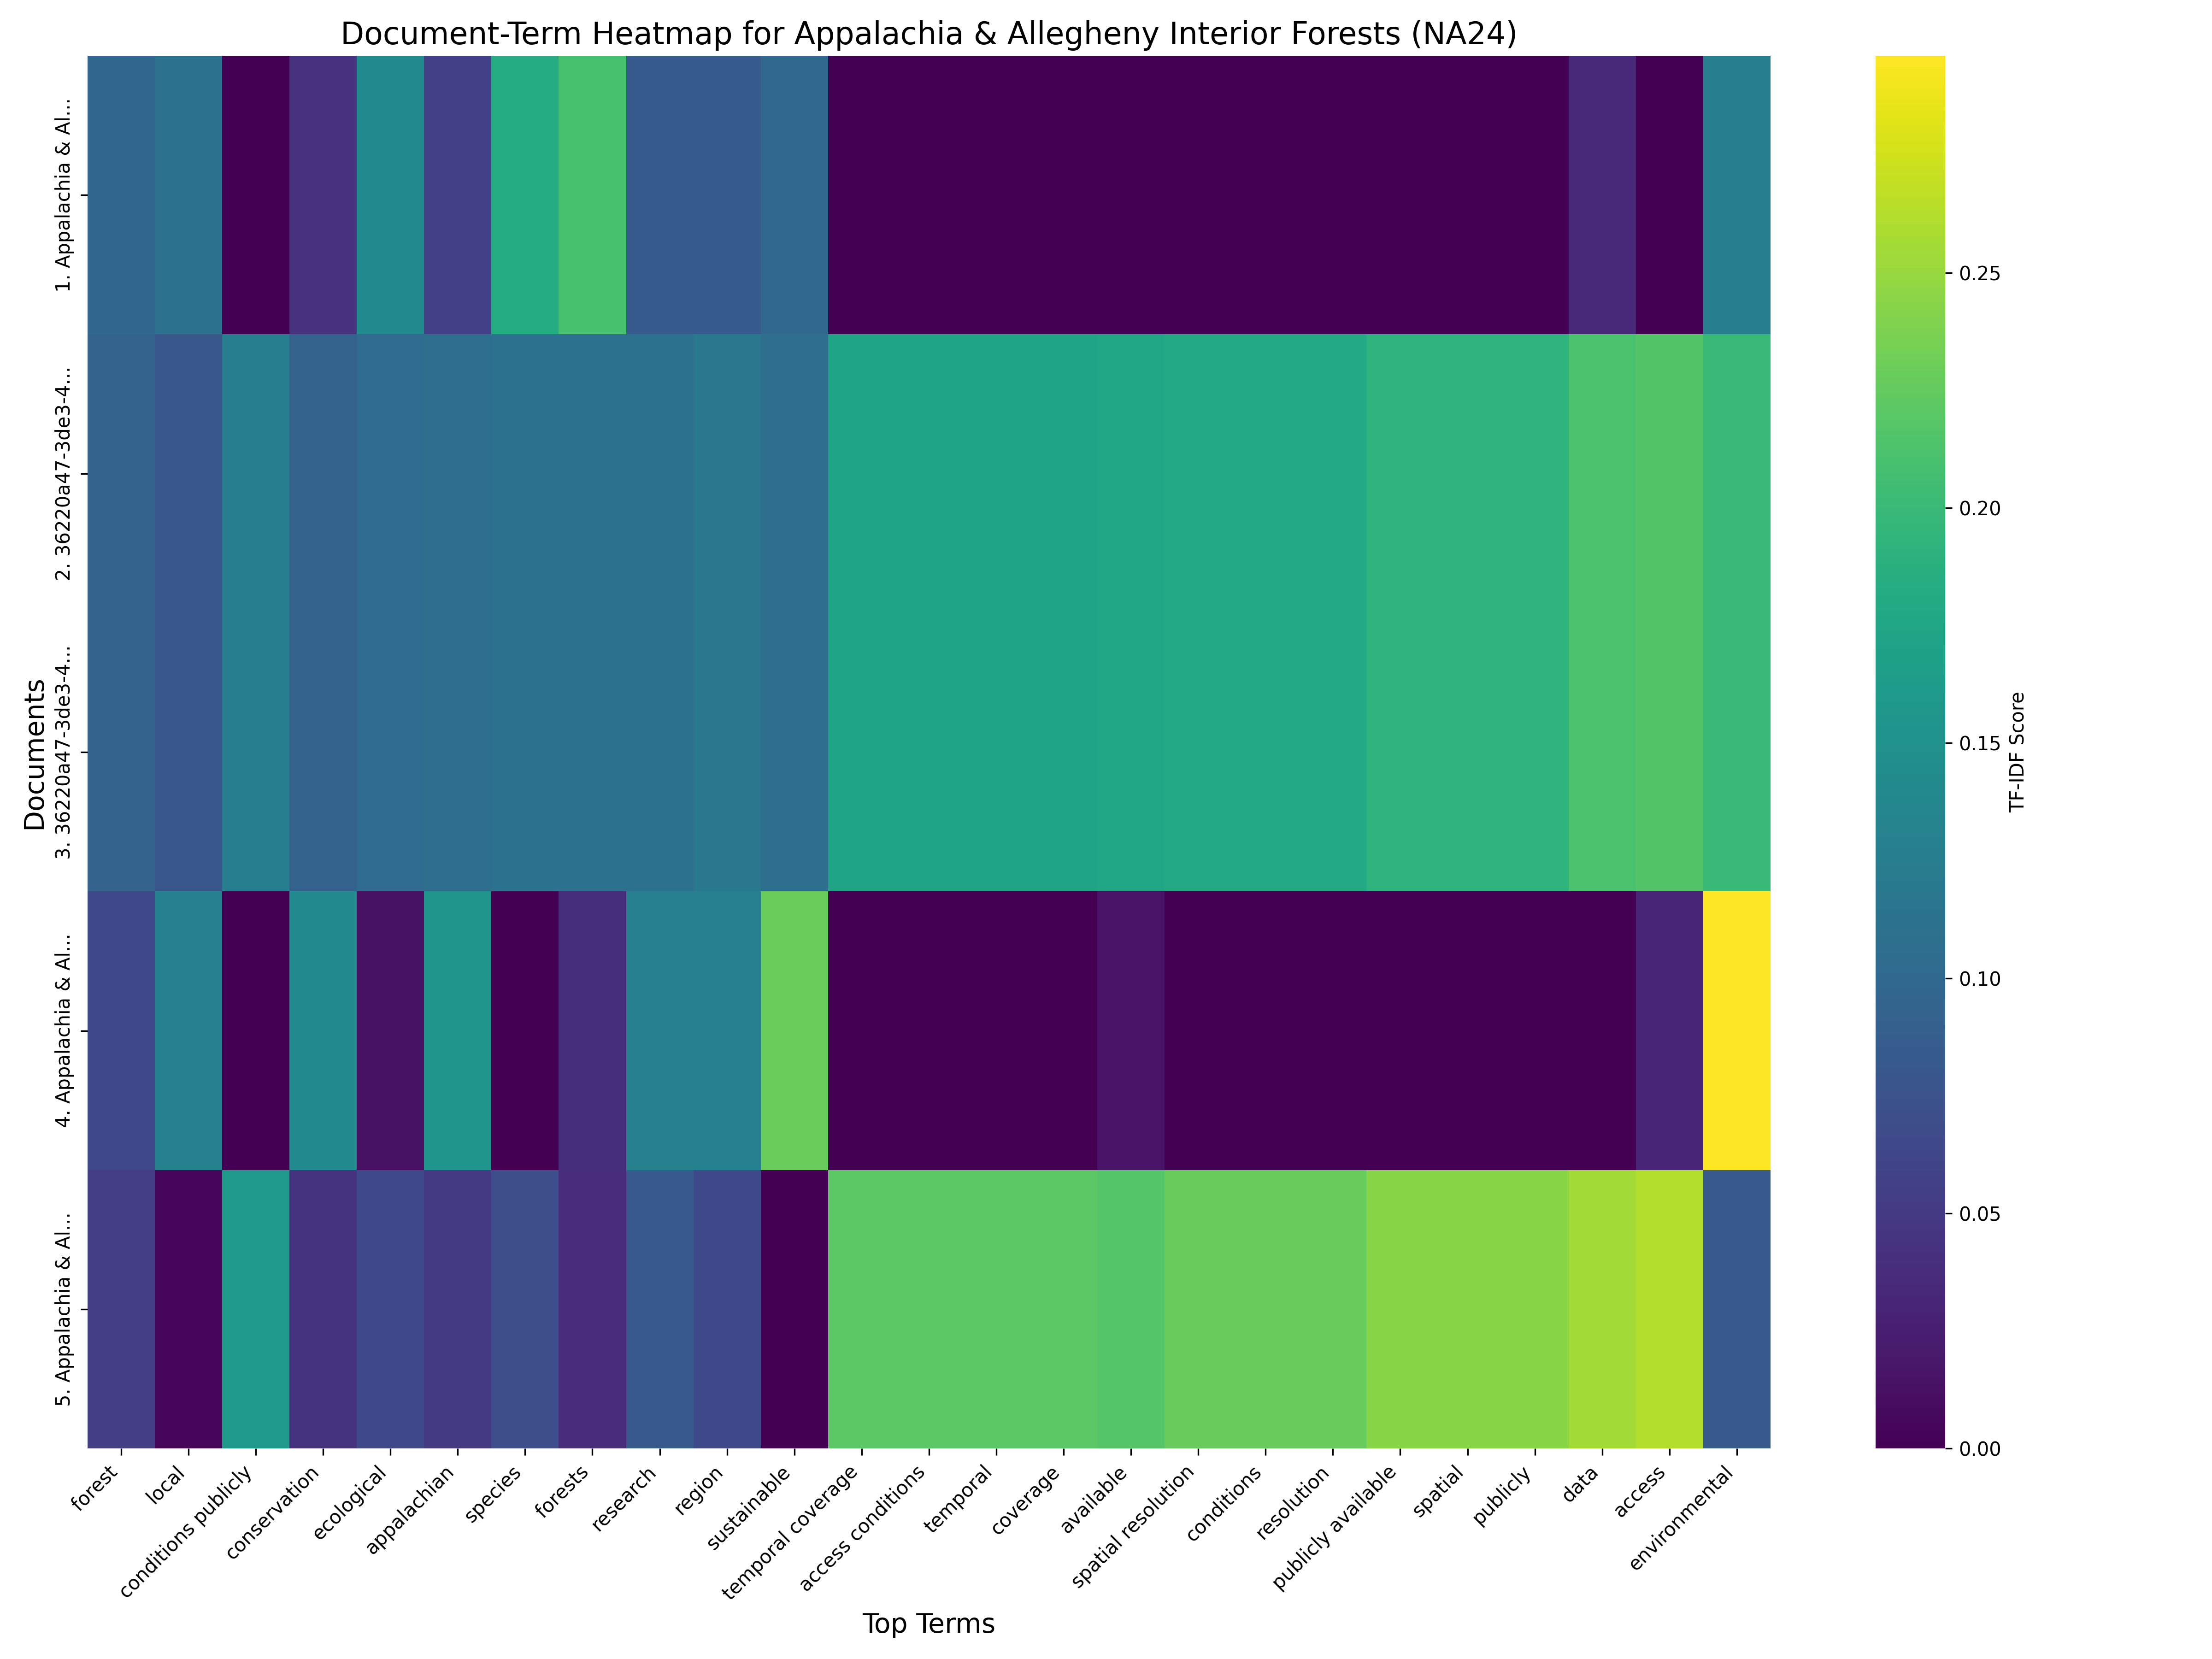 Document-Term Heatmap for Appalachia & Allegheny Interior Forests (NA24)
Documents
1. Appalachia & Al...
2. 36220a47-3de3-4...
3. 36220a47-3de3-4...
4. Appalachia & Al...
5. Appalachia & Al...
forest
local
conditions publicly
conservation
ecological
appalachian
species
forests
research
region
sustainable
temporal coverage
access conditions
temporal
coverage
available
spatial resolution
conditions
resolution
publicly available
spatial
publicly
data
access
environmental
Top Terms
0.25
0.20
0.15
0.10
0.05
0.00
TF-IDF Score